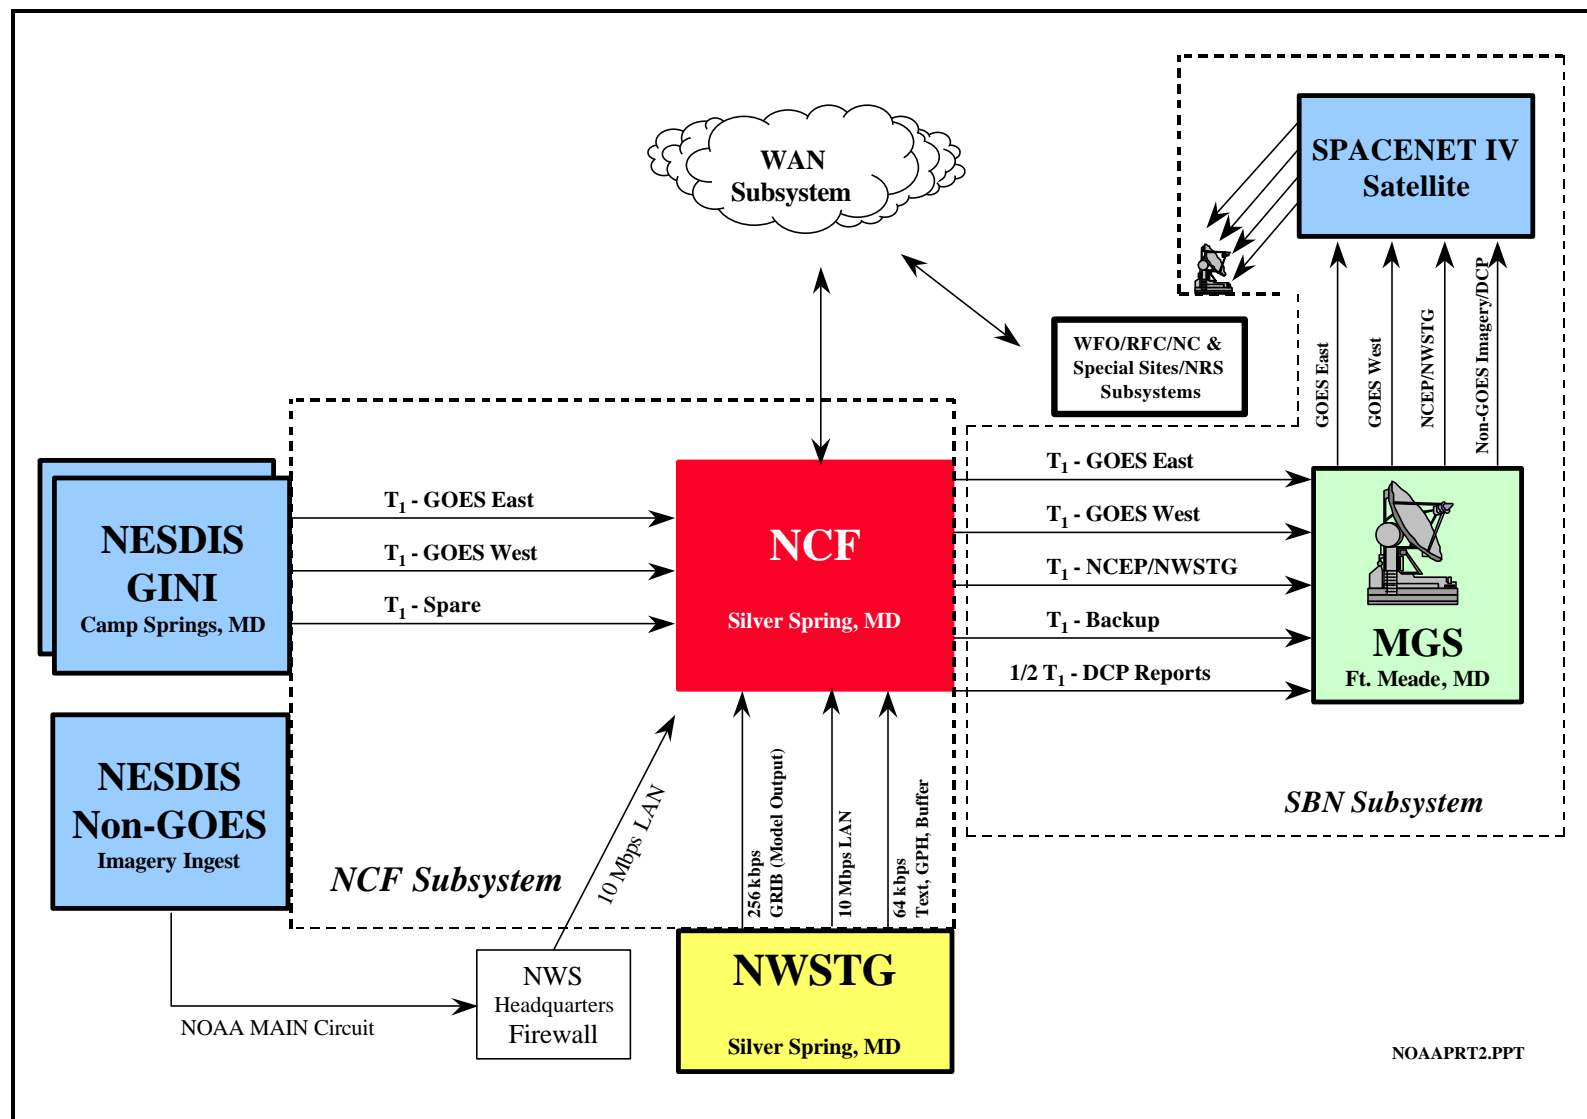 WAN
Subsystem
SPACENET IV
Satellite
WFO/RFC/NC &
Special Sites/NRS
Subsystems
GOES East
GOES West
NCEP/NWSTG
Non-GOES Imagery/DCP
NESDIS
GINI
Camp Springs, MD
T1 - GOES East
T1 - GOES West
T1 - Spare
NCF
Silver Spring, MD
T1 - GOES East
T1 - GOES West
T1 - NCEP/NWSTG
T1 - Backup
1/2 T1 - DCP Reports
MGS
Ft. Meade, MD
NESDIS
Non-GOES
Imagery Ingest
NCF Subsystem
10 Mbps LAN
256 kbps
GRIB (Model Output)
10 Mbps LAN
64 kbps
Text, GPH, Buffer
SBN Subsystem
NOAA MAIN Circuit
NWS
Headquarters
Firewall
NWSTG
Silver Spring, MD
NOAAPRT2.PPT